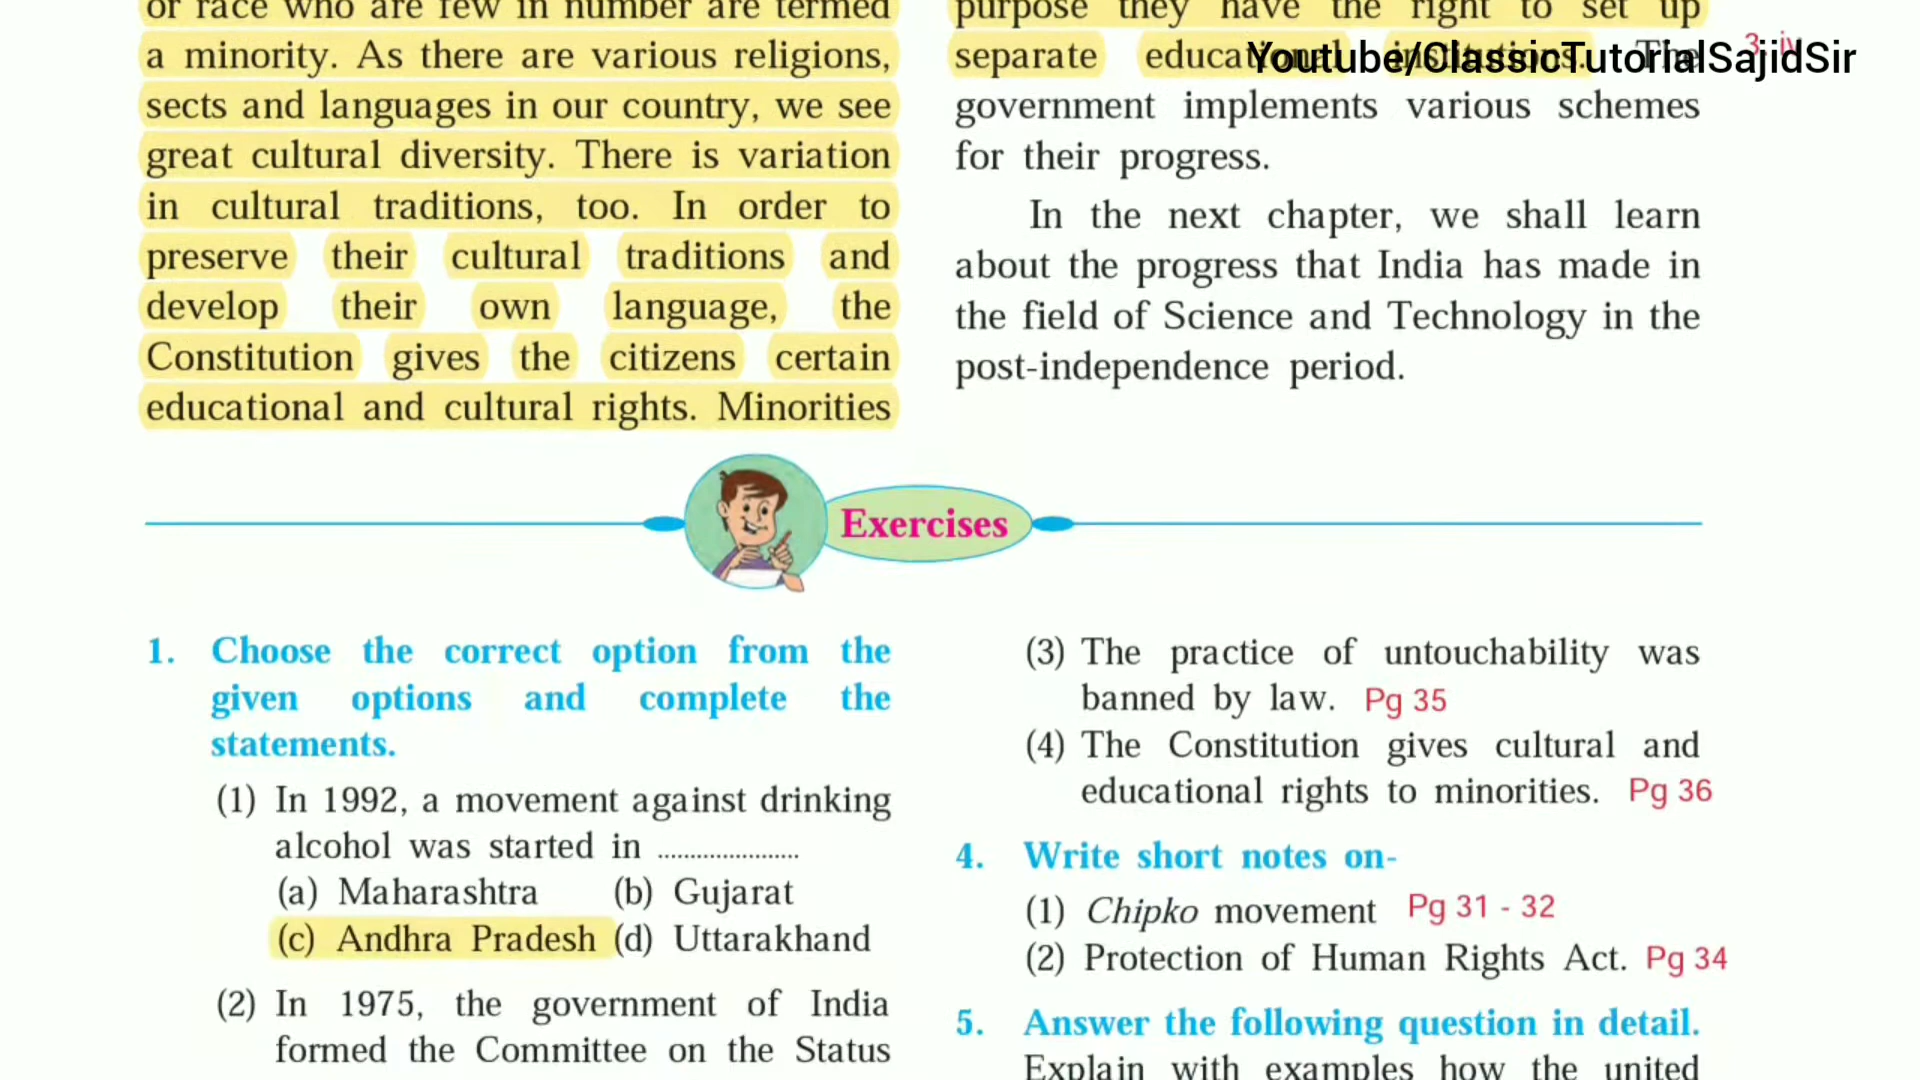 or race who are few in number are termed
a minority. As there are various religions,
sects and languages in our country, we see
great cultural diversity. There is variation
in cultural traditions, too. In order to
preserve their cultural traditions and
develop their own language, the
Constitution gives the citizens certain
educational and cultural rights. Minorities
purpose they have the right to set up
separate educational institutions. The
3. iv
Youtube/ClassicTutorialSajidSir
government implements various schemes
for their progress.
In the next chapter, we shall learn
about the progress that India has made in
the field of Science and Technology in the
post-independence period.
Exercises
1. Choose the correct option from the
given options and complete the
statements.
(1) In 1992, a movement against drinking
alcohol was started in ......................
(a) Maharashtra (b) Gujarat
(c) Andhra Pradesh (d) Uttarakhand
(2) In 1975, the government of India
formed the Committee on the Status
(3) The practice of untouchability was
banned by law. Pg 35
(4) The Constitution gives cultural and
educational rights to minorities. Pg 36
4. Write short notes on-
(1) Chipko movement Pg 31 - 32
(2) Protection of Human Rights Act. Pg 34
5. Answer the following question in detail.
Explain with examples how the united